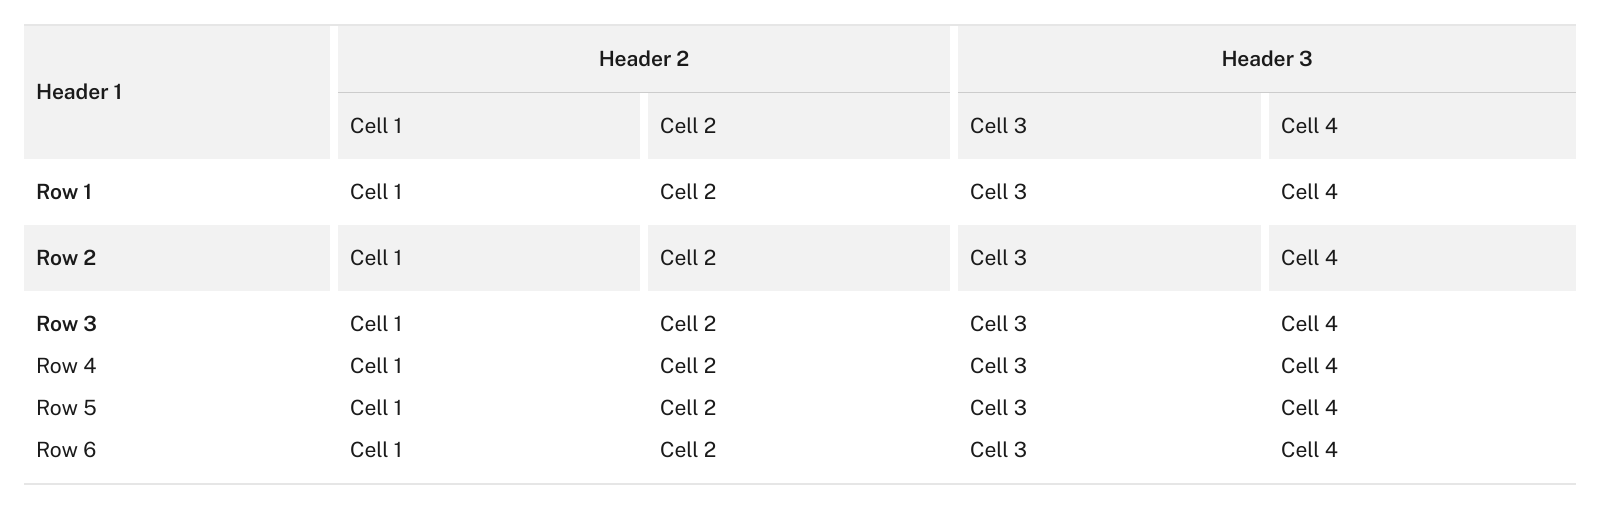 Header 1 Header 2 Header 3
Cell 1 Cell 2 Cell 3 Cell 4
Row 1 Cell 1 Cell 2 Cell 3 Cell 4
Row 2 Cell 1 Cell 2 Cell 3 Cell 4
Row 3 Cell 1 Cell 2 Cell 3 Cell 4
Row 4 Cell 1 Cell 2 Cell 3 Cell 4
Row 5 Cell 1 Cell 2 Cell 3 Cell 4
Row 6 Cell 1 Cell 2 Cell 3 Cell 4